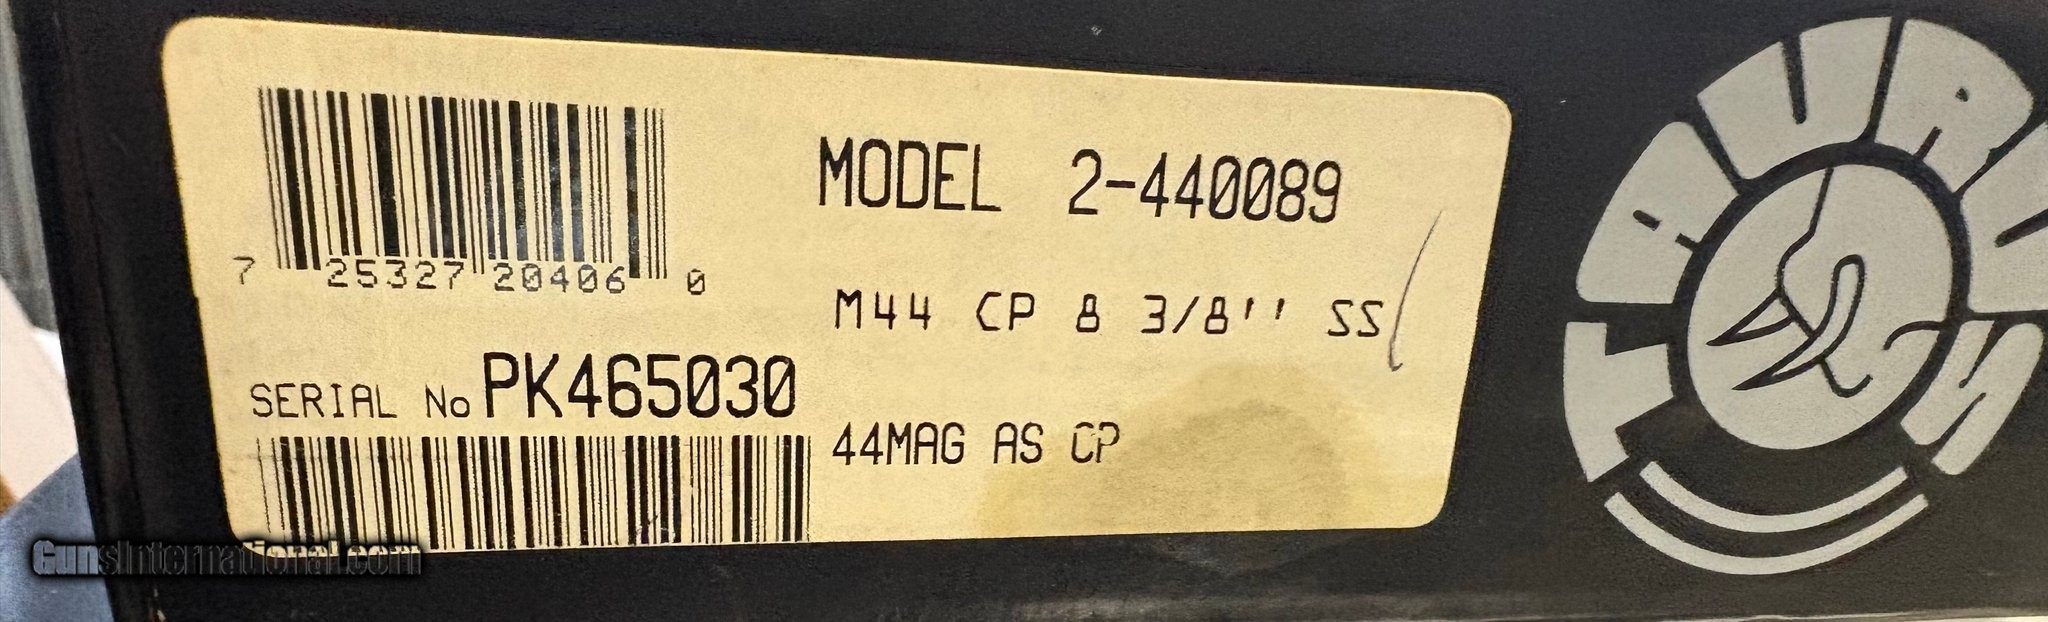 MODEL 2-440089
7 25327 20406 0
M44 CP 8 3/8'' SS
SERIAL No PK465030
44MAG AS CP
TAURUS
GunsInternational.com